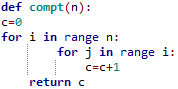 def compt(n):
c=0
for i in range n:
for j in range i:
c=c+1
return c